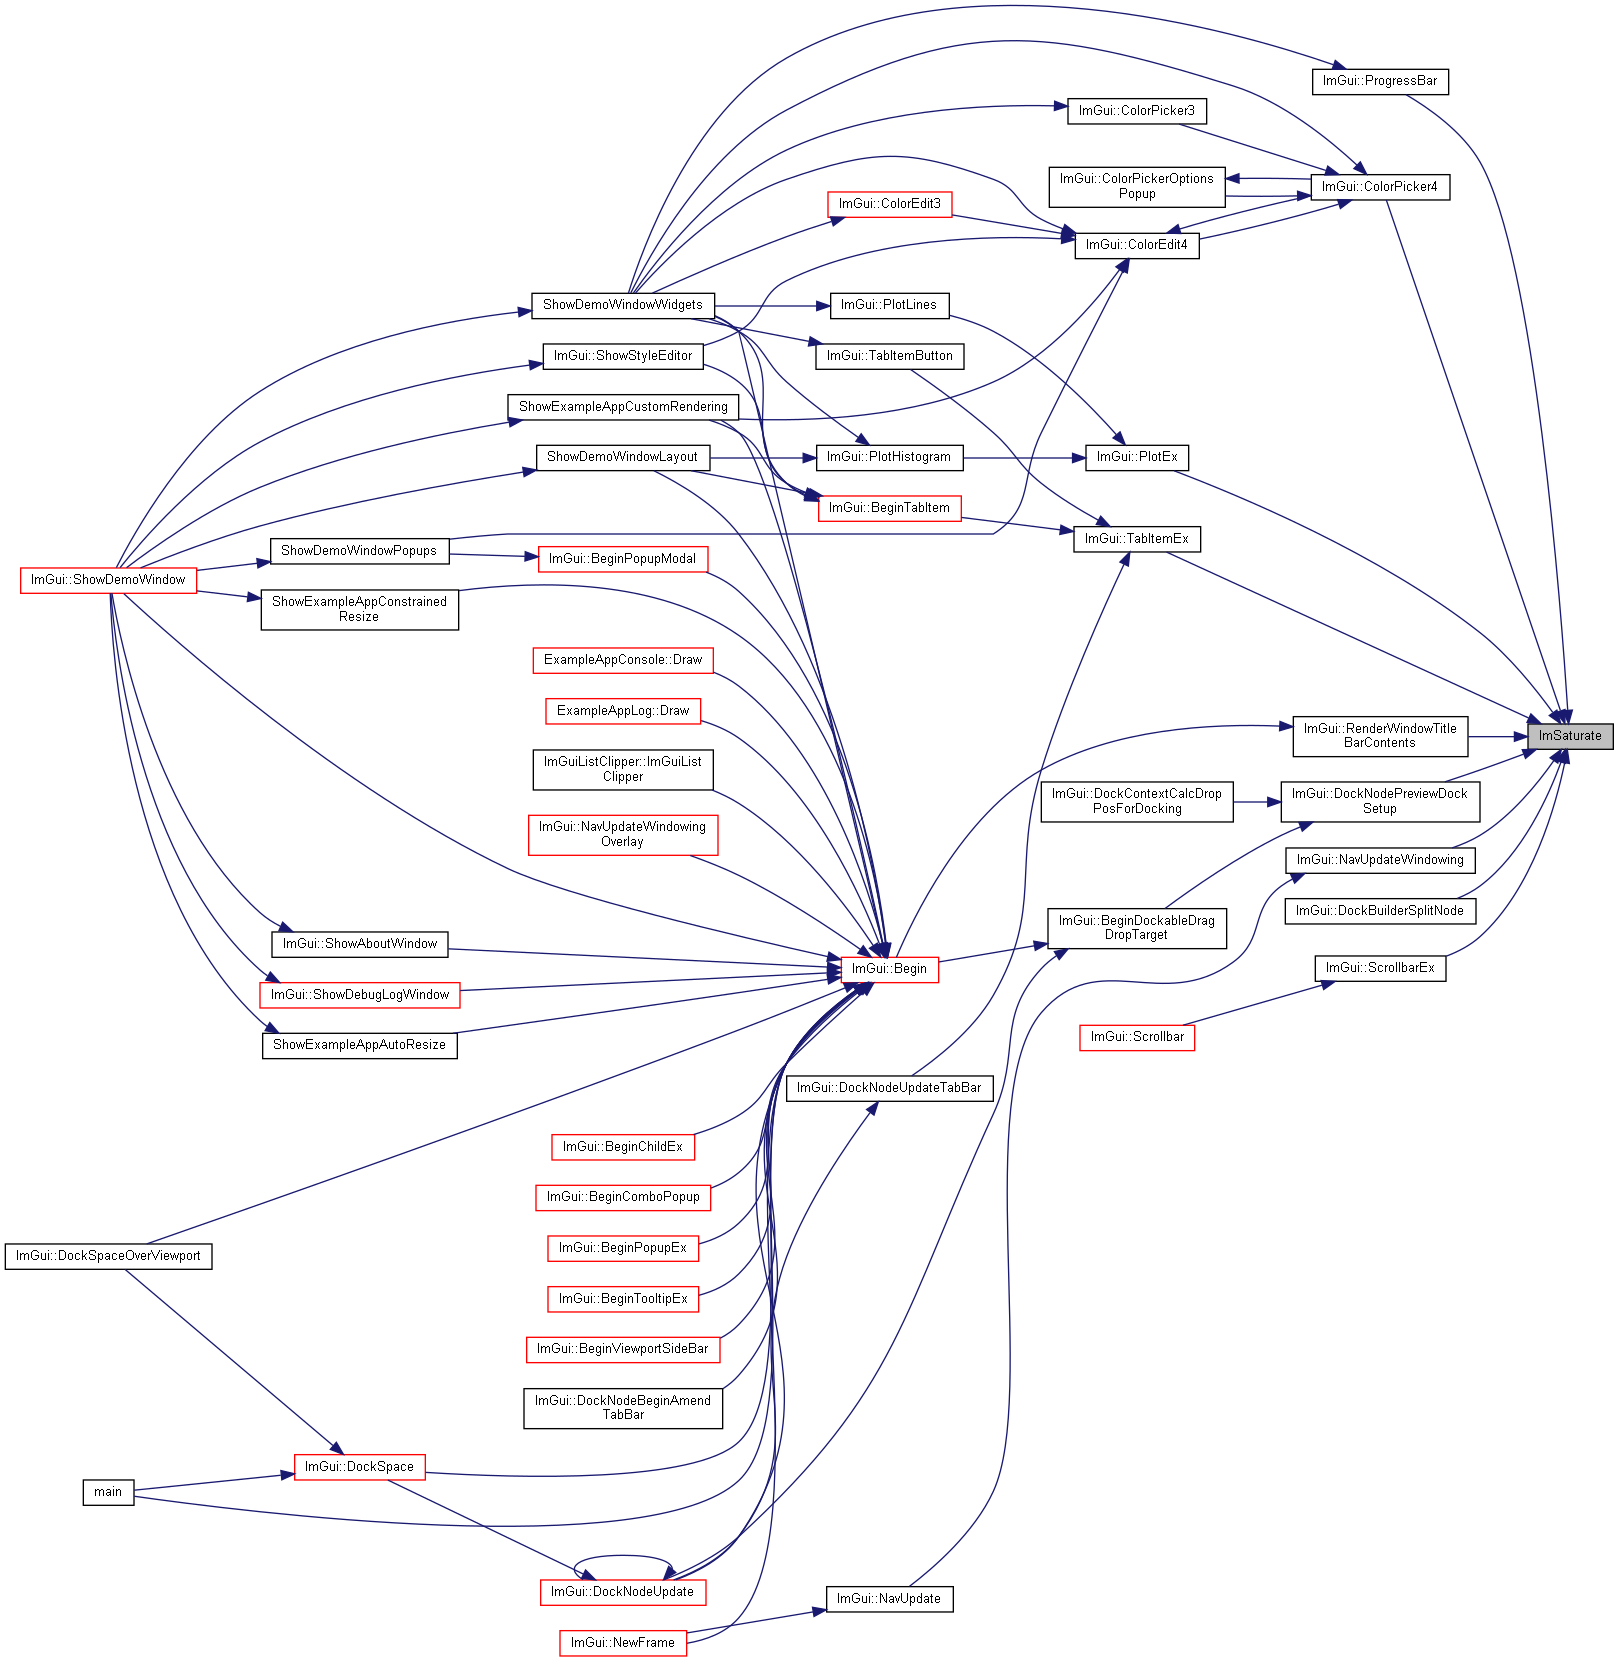 ImGui::ProgressBar
ImGui::ColorPicker3
ImGui::ColorPickerOptions
Popup
ImGui::ColorPicker4
ImGui::ColorEdit3
ImGui::ColorEdit4
ShowDemoWindowWidgets
ImGui::PlotLines
ImGui::ShowStyleEditor
ImGui::TabItemButton
ShowExampleAppCustomRendering
ShowDemoWindowLayout
ImGui::PlotHistogram
ImGui::PlotEx
ImGui::BeginTabItem
ImGui::TabItemEx
ShowDemoWindowPopups
ImGui::BeginPopupModal
ImGui::ShowDemoWindow
ShowExampleAppConstrained
Resize
ExampleAppConsole::Draw
ExampleAppLog::Draw
ImGui::RenderWindowTitle
BarContents
ImSaturate
ImGuiListClipper::ImGuiList
Clipper
ImGui::DockContextCalcDrop
PosForDocking
ImGui::DockNodePreviewDock
Setup
ImGui::NavUpdateWindowing
Overlay
ImGui::NavUpdateWindowing
ImGui::DockBuilderSplitNode
ImGui::BeginDockableDrag
DropTarget
ImGui::ShowAboutWindow
ImGui::Begin
ImGui::ScrollbarEx
ImGui::ShowDebugLogWindow
ImGui::Scrollbar
ShowExampleAppAutoResize
ImGui::DockNodeUpdateTabBar
ImGui::BeginChildEx
ImGui::BeginComboPopup
ImGui::DockSpaceOverViewport
ImGui::BeginPopupEx
ImGui::BeginTooltipEx
ImGui::BeginViewportSideBar
ImGui::DockNodeBeginAmend
TabBar
ImGui::DockSpace
main
ImGui::DockNodeUpdate
ImGui::NavUpdate
ImGui::NewFrame